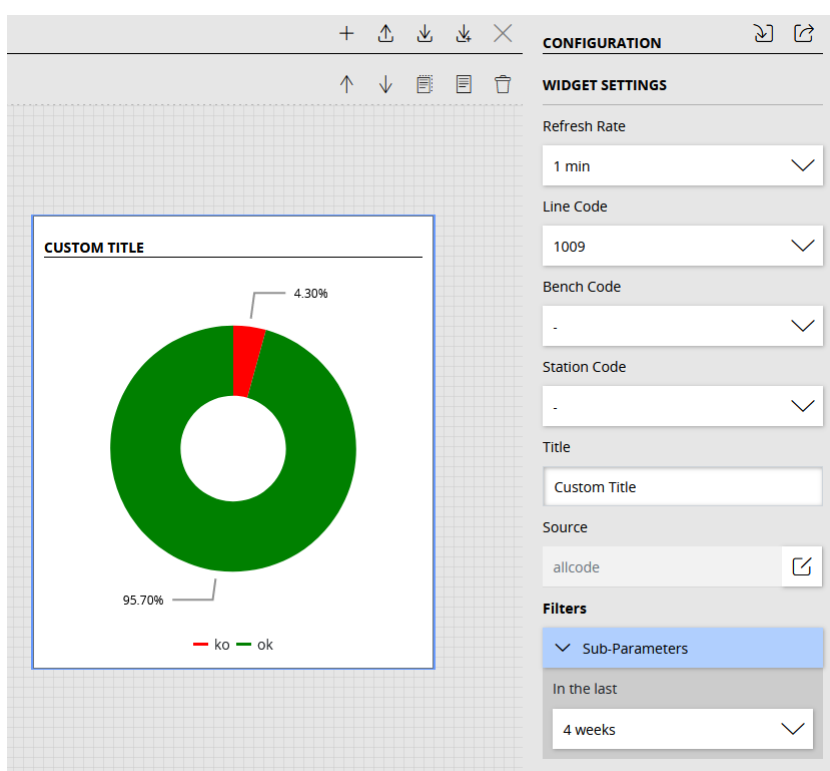 CONFIGURATION
WIDGET SETTINGS
Refresh Rate
1 min
Line Code
1009
Bench Code
-
Station Code
-
Title
Custom Title
Source
allcode
Filters
Sub-Parameters
In the last
4 weeks
CUSTOM TITLE
4.30%
95.70%
ko ok